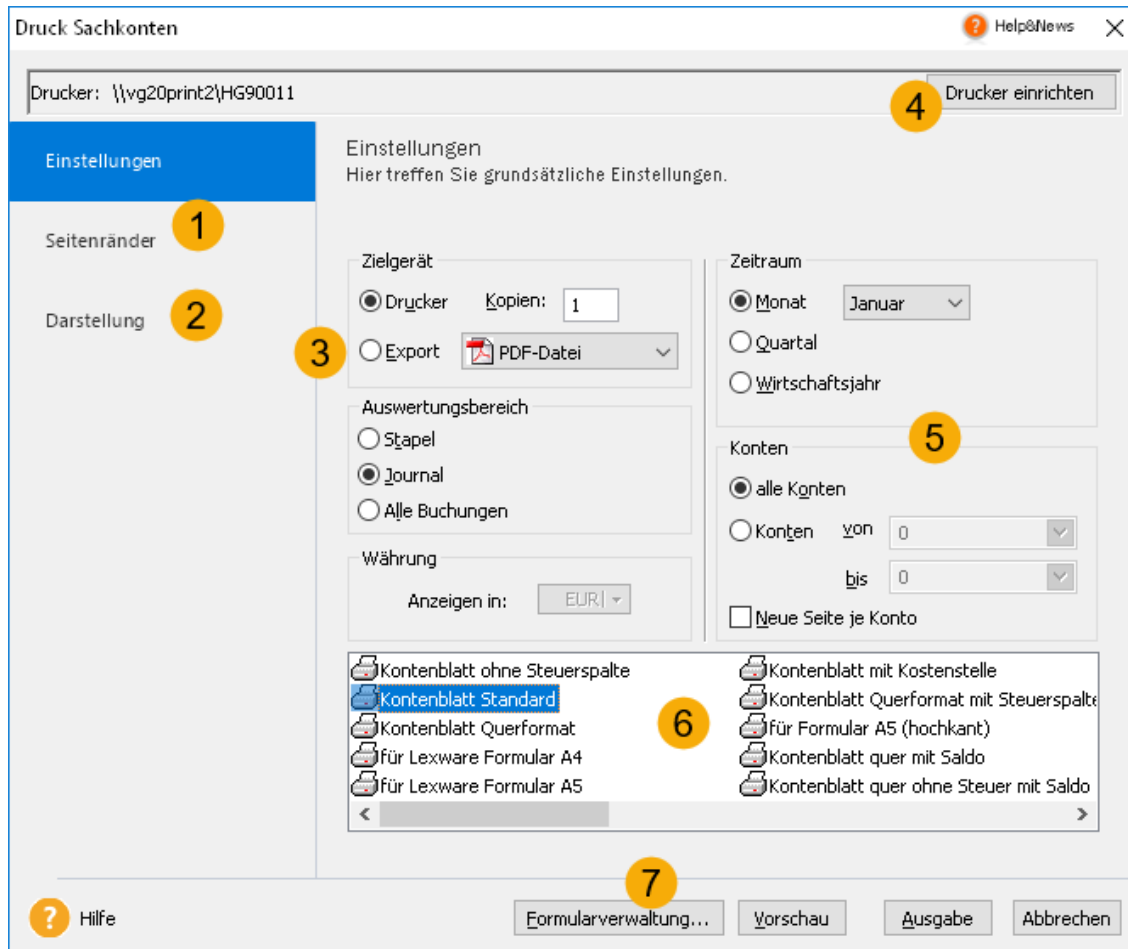 Druck Sachkonten
Help&News
Drucker: \\vg20print2\HG90011
Drucker einrichten
4
Einstellungen
Seitenränder
1
Darstellung
2
Einstellungen
Hier treffen Sie grundsätzliche Einstellungen.
Zielgerät
Drucker Kopien: 1
3
Export PDF-Datei
Auswertungsbereich
Stapel
Journal
Alle Buchungen
Währung
Anzeigen in: EUR
Zeitraum
Monat Januar
Quartal
Wirtschaftsjahr
5
Konten
alle Konten
Konten von 0
bis 0
Neue Seite je Konto
Kontenblatt ohne Steuerspalte
Kontenblatt Standard
Kontenblatt Querformat
für Lexware Formular A4
für Lexware Formular A5
6
Kontenblatt mit Kostenstelle
Kontenblatt Querformat mit Steuerspalte
für Formular A5 (hochkant)
Kontenblatt quer mit Saldo
Kontenblatt quer ohne Steuer mit Saldo
7
? Hilfe
Formularverwaltung...
Vorschau
Ausgabe
Abbrechen